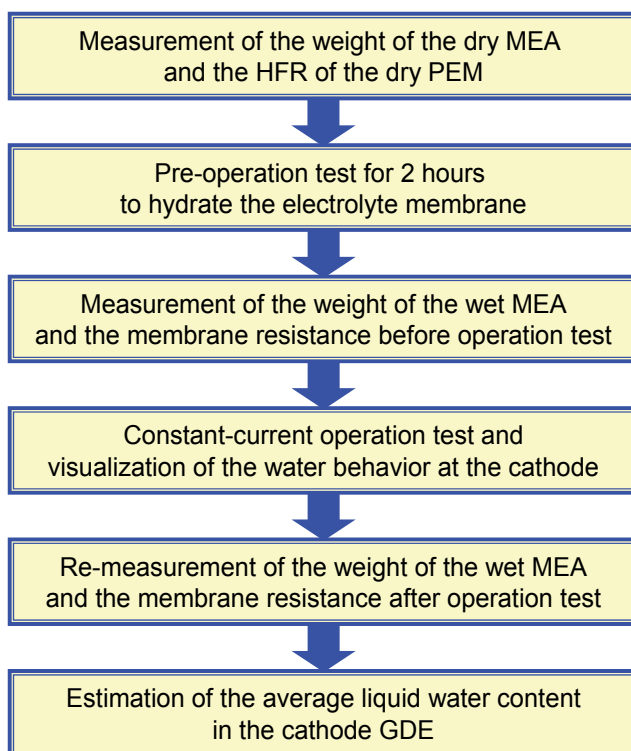 Measurement of the weight of the dry MEA
and the HFR of the dry PEM
Pre-operation test for 2 hours
to hydrate the electrolyte membrane
Measurement of the weight of the wet MEA
and the membrane resistance before operation test
Constant-current operation test and
visualization of the water behavior at the cathode
Re-measurement of the weight of the wet MEA
and the membrane resistance after operation test
Estimation of the average liquid water content
in the cathode GDE